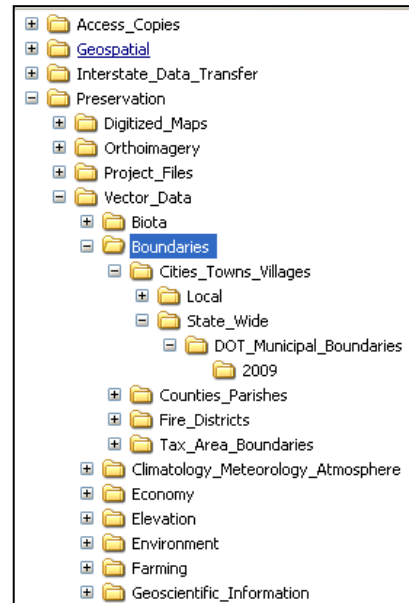 Access_Copies
Geospatial
Interstate_Data_Transfer
Preservation
Digitized_Maps
Orthoimagery
Project_Files
Vector_Data
Biota
Boundaries
Cities_Towns_Villages
Local
State_Wide
DOT_Municipal_Boundaries
2009
Counties_Parishes
Fire_Districts
Tax_Area_Boundaries
Climatology_Meteorology_Atmosphere
Economy
Elevation
Environment
Farming
Geoscientific_Information